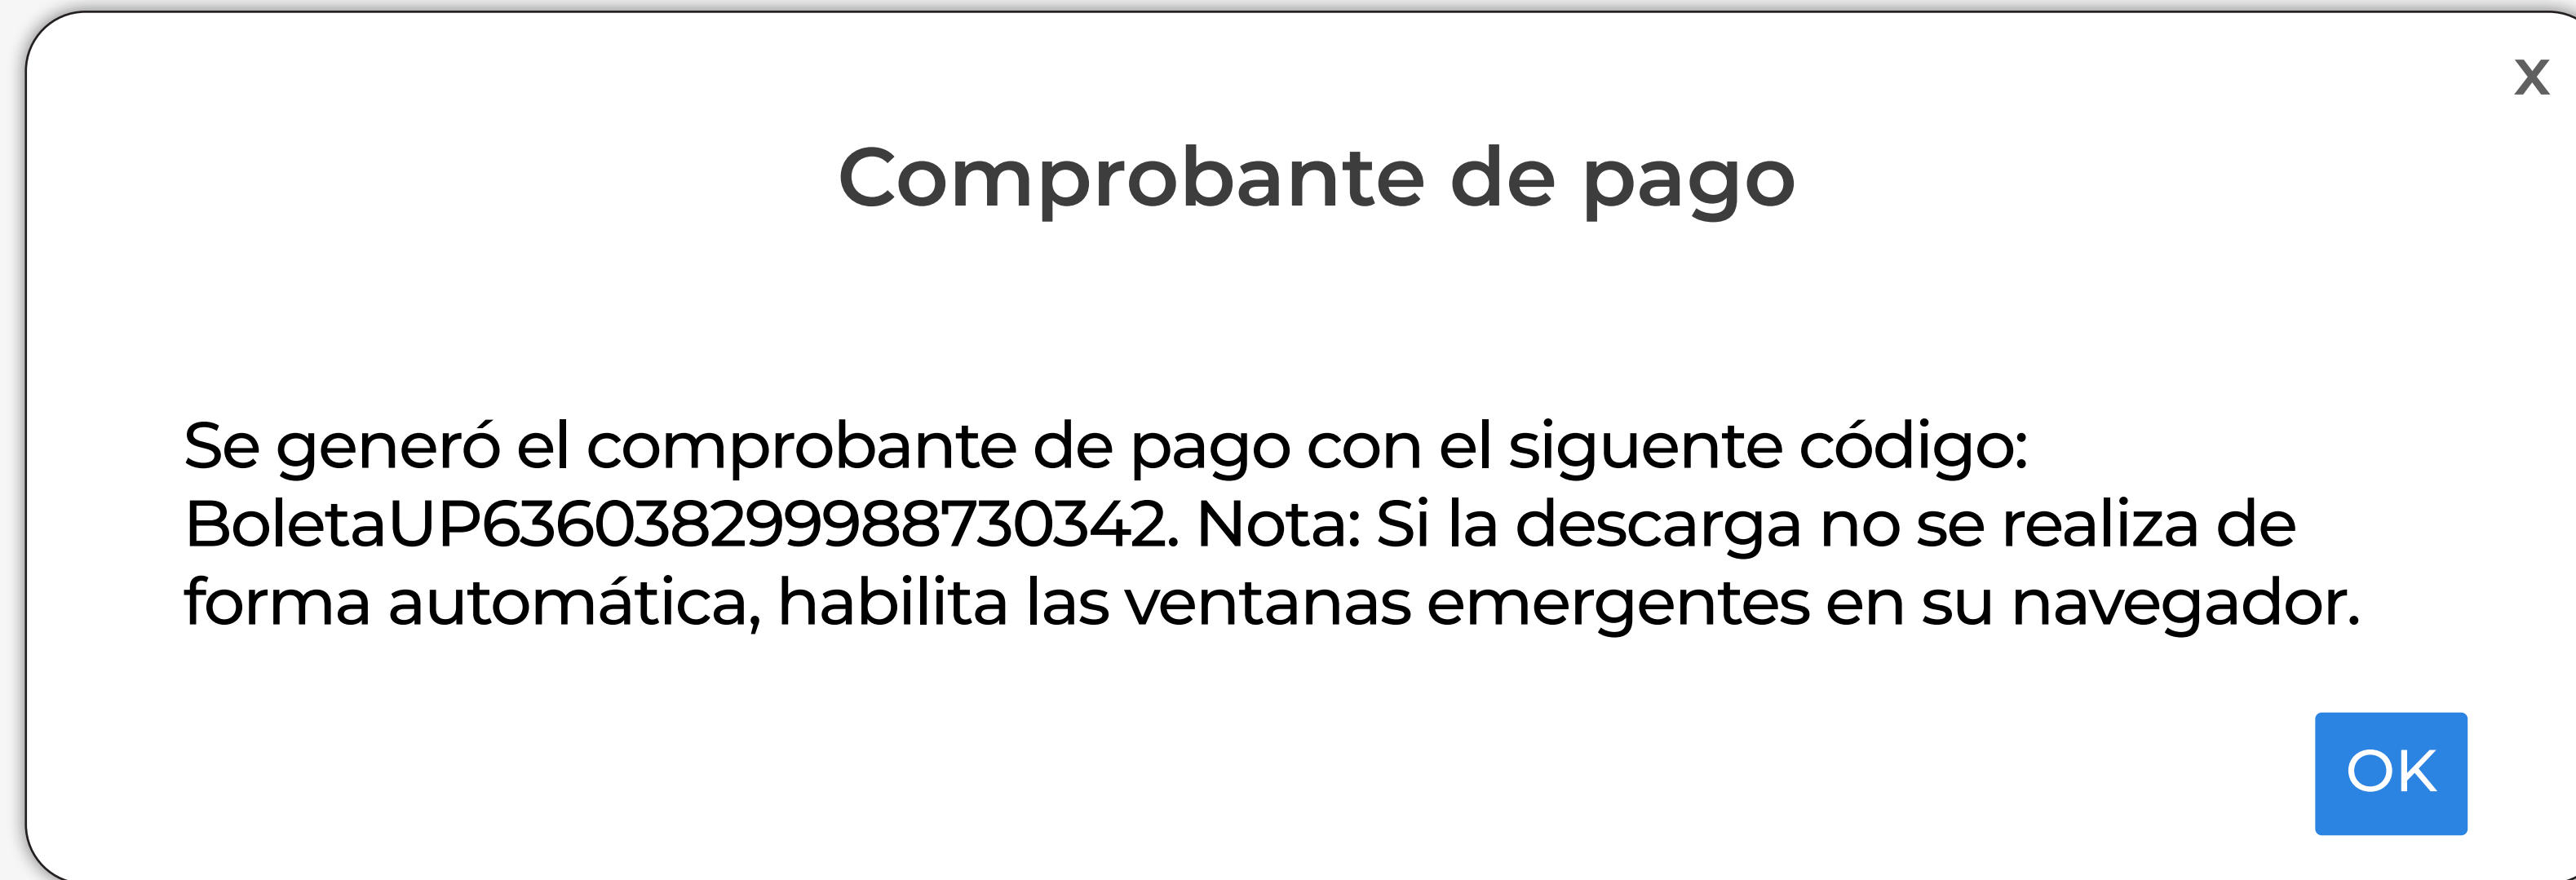 X
Comprobante de pago
Se generó el comprobante de pago con el siguente código:
BoletaUP636038299988730342. Nota: Si la descarga no se realiza de
forma automática, habilita las ventanas emergentes en su navegador.
OK